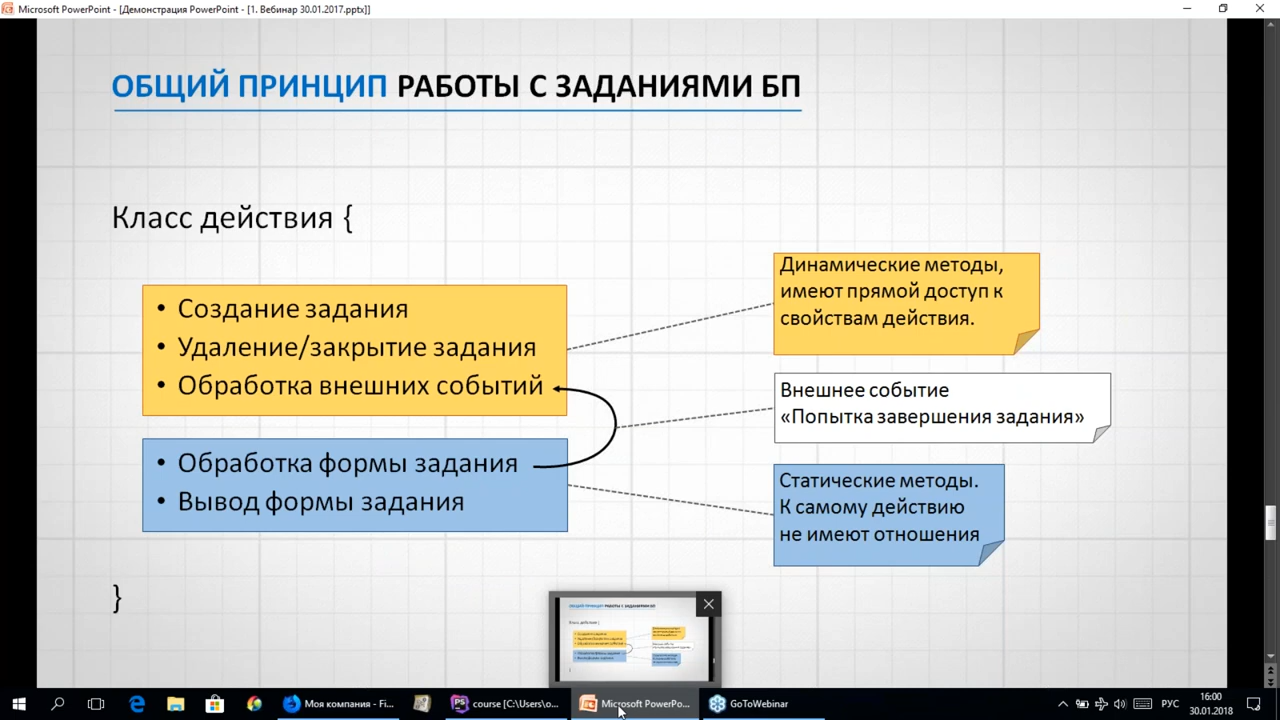 Microsoft PowerPoint - [Демонстрация PowerPoint - [1. Вебинар 30.01.2017.pptx]]
ОБЩИЙ ПРИНЦИП РАБОТЫ С ЗАДАНИЯМИ БП
Класс действия {
• Создание задания
• Удаление/закрытие задания
• Обработка внешних событий
• Обработка формы задания
• Вывод формы задания
Динамические методы,
имеют прямой доступ к
свойствам действия.
Внешнее событие
«Попытка завершения задания»
Статические методы.
К самому действию
не имеют отношения
}
Моя компания - Fi...
course [C:\Users\o...
Microsoft PowerPo...
GoToWebinar
РУС
16:00
30.01.2018